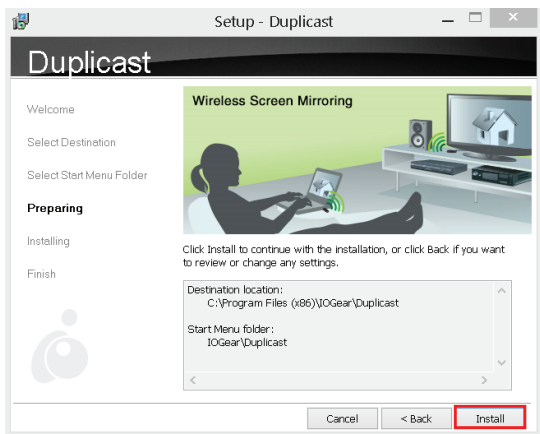 Setup - Duplicast
Duplicast
Welcome
Select Destination
Select Start Menu Folder
Preparing
Installing
Finish
Wireless Screen Mirroring
Click Install to continue with the installation, or click Back if you want
to review or change any settings.
Destination location:
C:\Program Files (x86)\IOGear\Duplicast
Start Menu folder:
IOGear\Duplicast
Cancel
< Back
Install